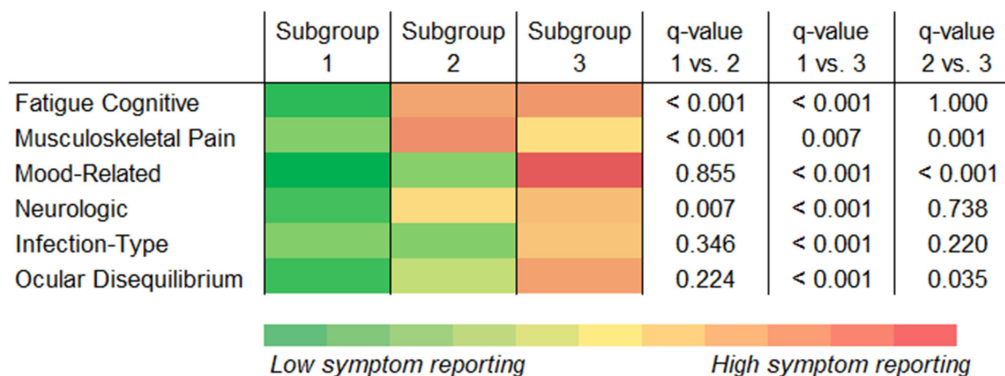 Subgroup 1 Subgroup 2 Subgroup 3 q-value 1 vs. 2 q-value 1 vs. 3 q-value 2 vs. 3
Fatigue Cognitive < 0.001 < 0.001 1.000
Musculoskeletal Pain < 0.001 0.007 0.001
Mood-Related 0.855 < 0.001 < 0.001
Neurologic 0.007 < 0.001 0.738
Infection-Type 0.346 < 0.001 0.220
Ocular Disequilibrium 0.224 < 0.001 0.035
Low symptom reporting High symptom reporting